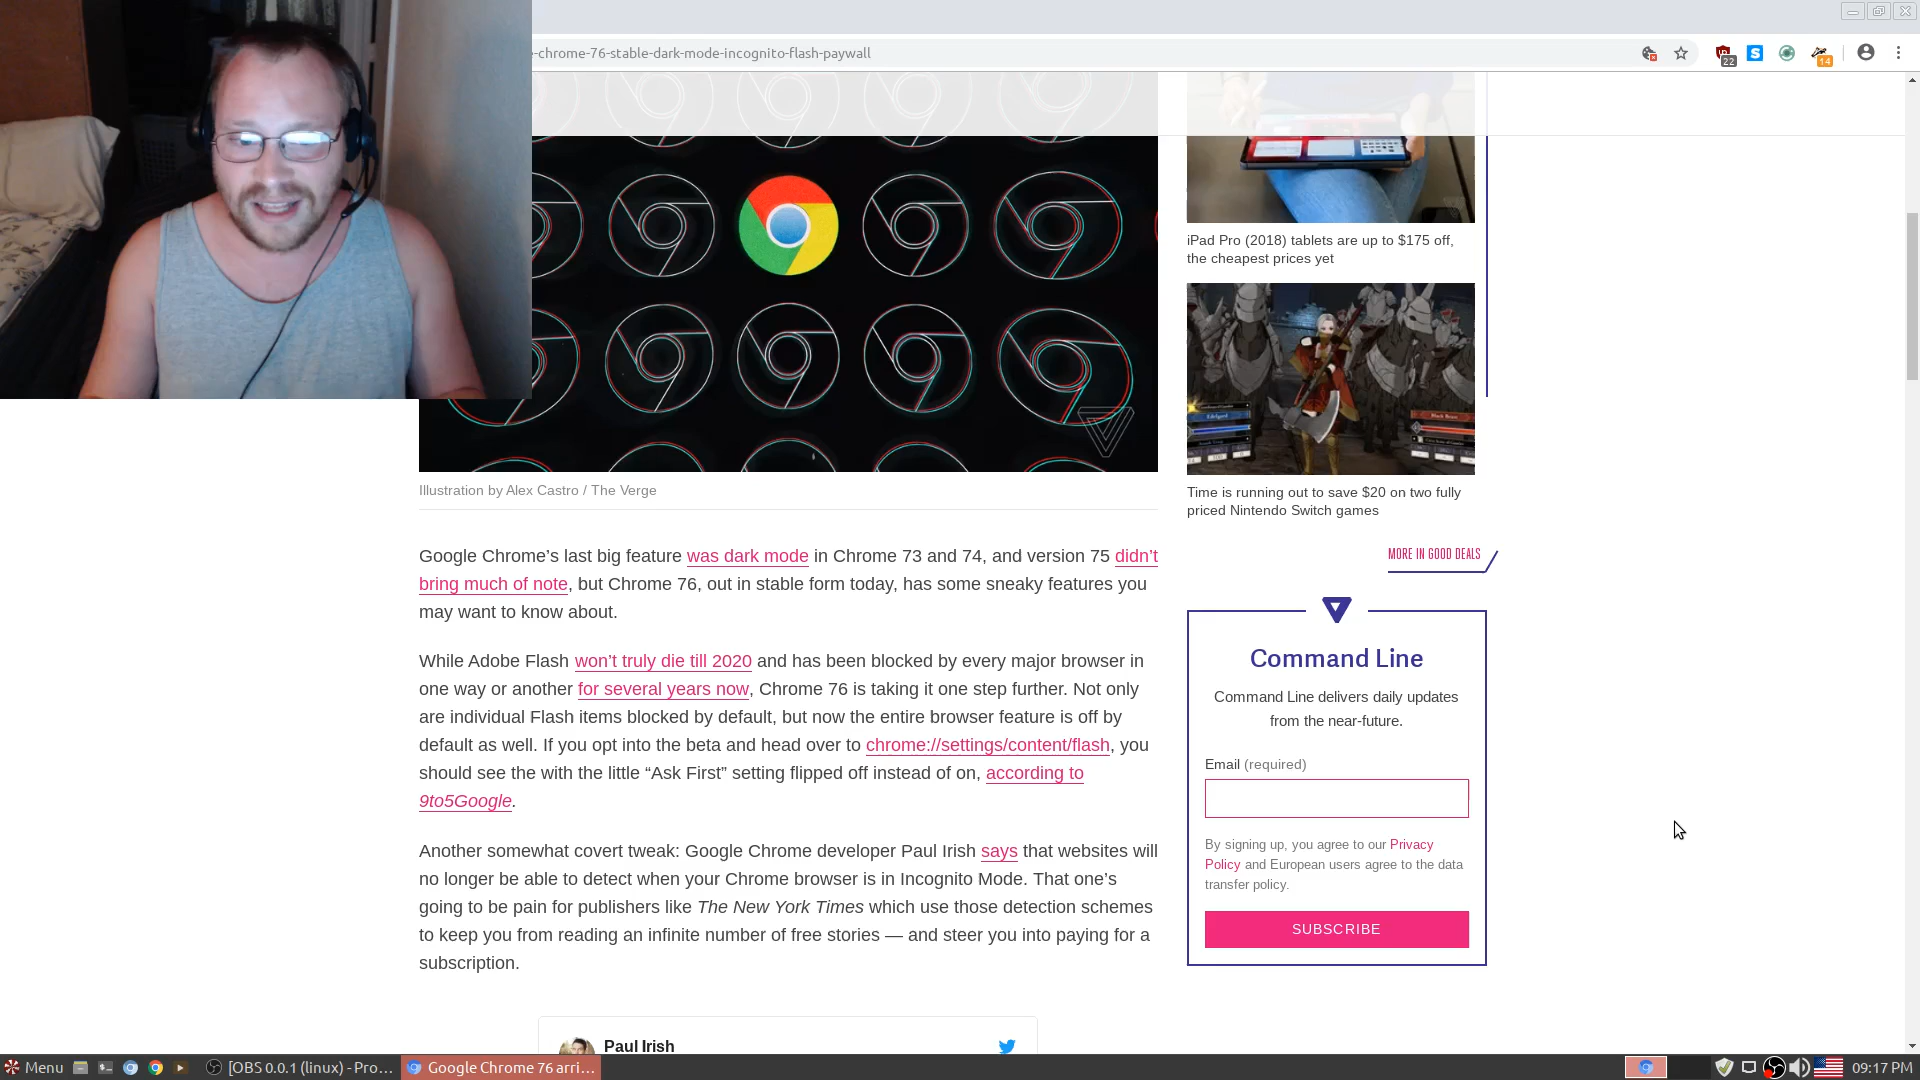 -chrome-76-stable-dark-mode-incognito-flash-paywall
22
14
iPad Pro (2018) tablets are up to $175 off,
the cheapest prices yet
Time is running out to save $20 on two fully
priced Nintendo Switch games
MORE IN GOOD DEALS
Illustration by Alex Castro / The Verge
Google Chrome’s last big feature was dark mode in Chrome 73 and 74, and version 75 didn’t
bring much of note, but Chrome 76, out in stable form today, has some sneaky features you
may want to know about.
While Adobe Flash won’t truly die till 2020 and has been blocked by every major browser in
one way or another for several years now, Chrome 76 is taking it one step further. Not only
are individual Flash items blocked by default, but now the entire browser feature is off by
default as well. If you opt into the beta and head over to chrome://settings/content/flash, you
should see the with the little “Ask First” setting flipped off instead of on, according to
9to5Google.
Another somewhat covert tweak: Google Chrome developer Paul Irish says that websites will
no longer be able to detect when your Chrome browser is in Incognito Mode. That one’s
going to be pain for publishers like The New York Times which use those detection schemes
to keep you from reading an infinite number of free stories — and steer you into paying for a
subscription.
Paul Irish
Command Line
Command Line delivers daily updates
from the near-future.
Email (required)
By signing up, you agree to our Privacy
Policy and European users agree to the data
transfer policy.
SUBSCRIBE
Menu
[OBS 0.0.1 (linux) - Pro...
Google Chrome 76 arri...
09:17 PM